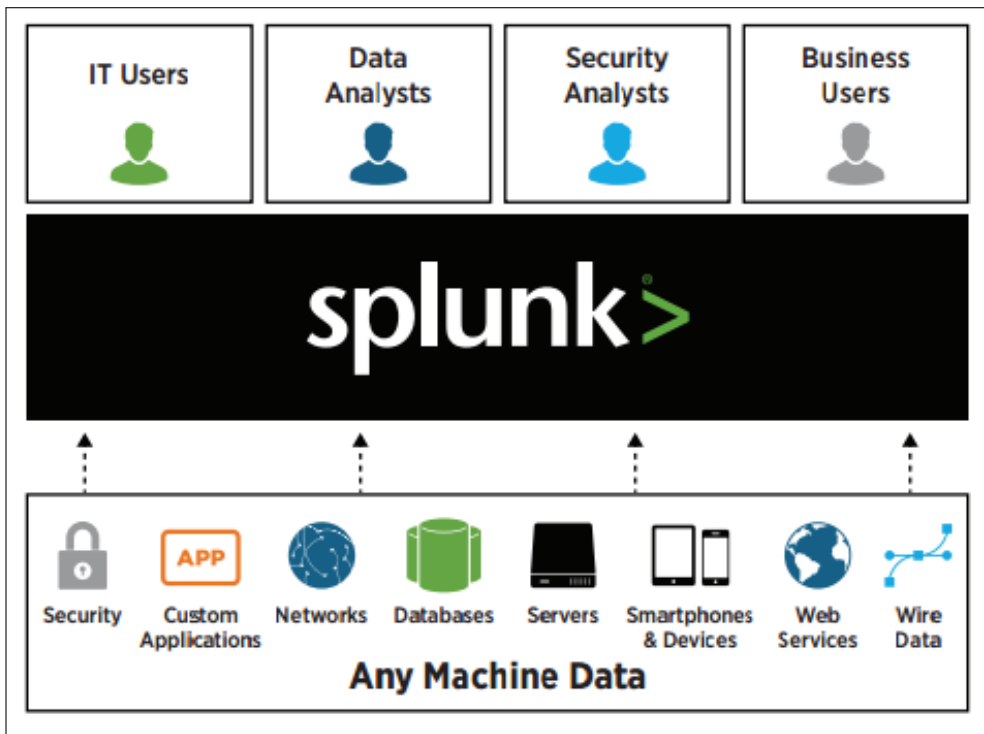 IT Users
Data
Analysts
Security
Analysts
Business
Users
splunk>
Security
Custom
Applications
APP
Networks
Databases
Servers
Smartphones
& Devices
Web
Services
Wire
Data
Any Machine Data